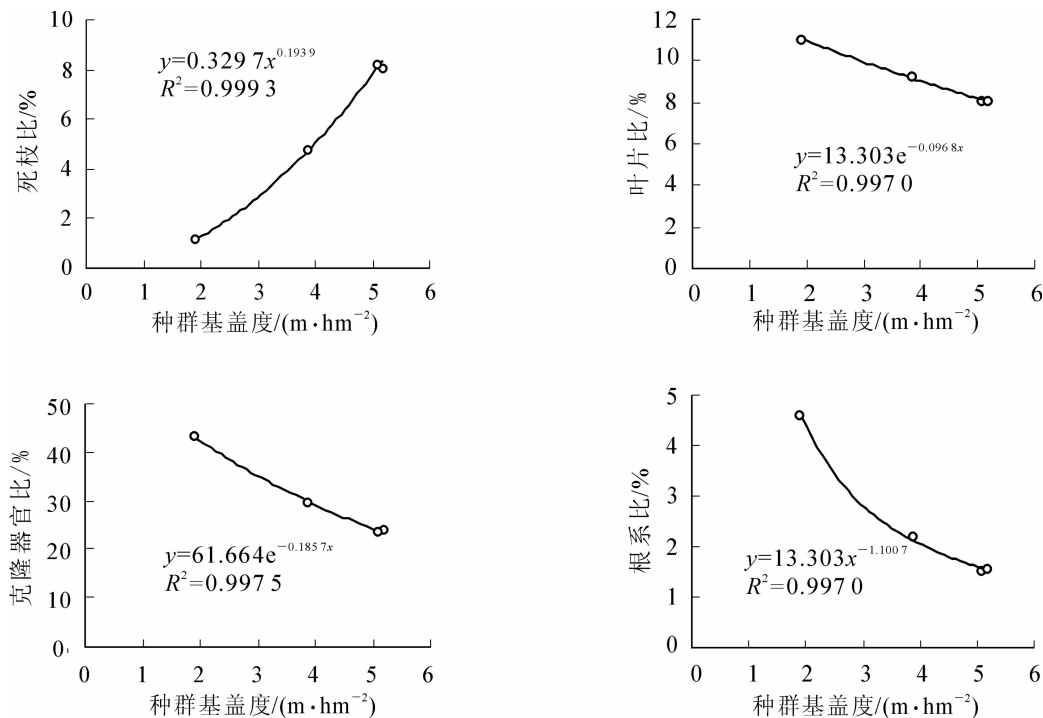 10
8
6
4
2
0
死枝比/%
y=0.329 7x^0.193 9
R²=0.999 3
0 1 2 3 4 5 6
种群基盖度/(m·hm⁻²)
12
10
8
6
4
2
0
叶片比/%
y=13.303e^−0.096 8x
R²=0.997 0
0 1 2 3 4 5 6
种群基盖度/(m·hm⁻²)
50
40
30
20
10
0
克隆器官比/%
y=61.664e^−0.185 7x
R²=0.997 5
0 1 2 3 4 5 6
种群基盖度/(m·hm⁻²)
5
4
3
2
1
0
根系比/%
y=13.303x^−1.100 7
R²=0.997 0
0 1 2 3 4 5 6
种群基盖度/(m·hm⁻²)